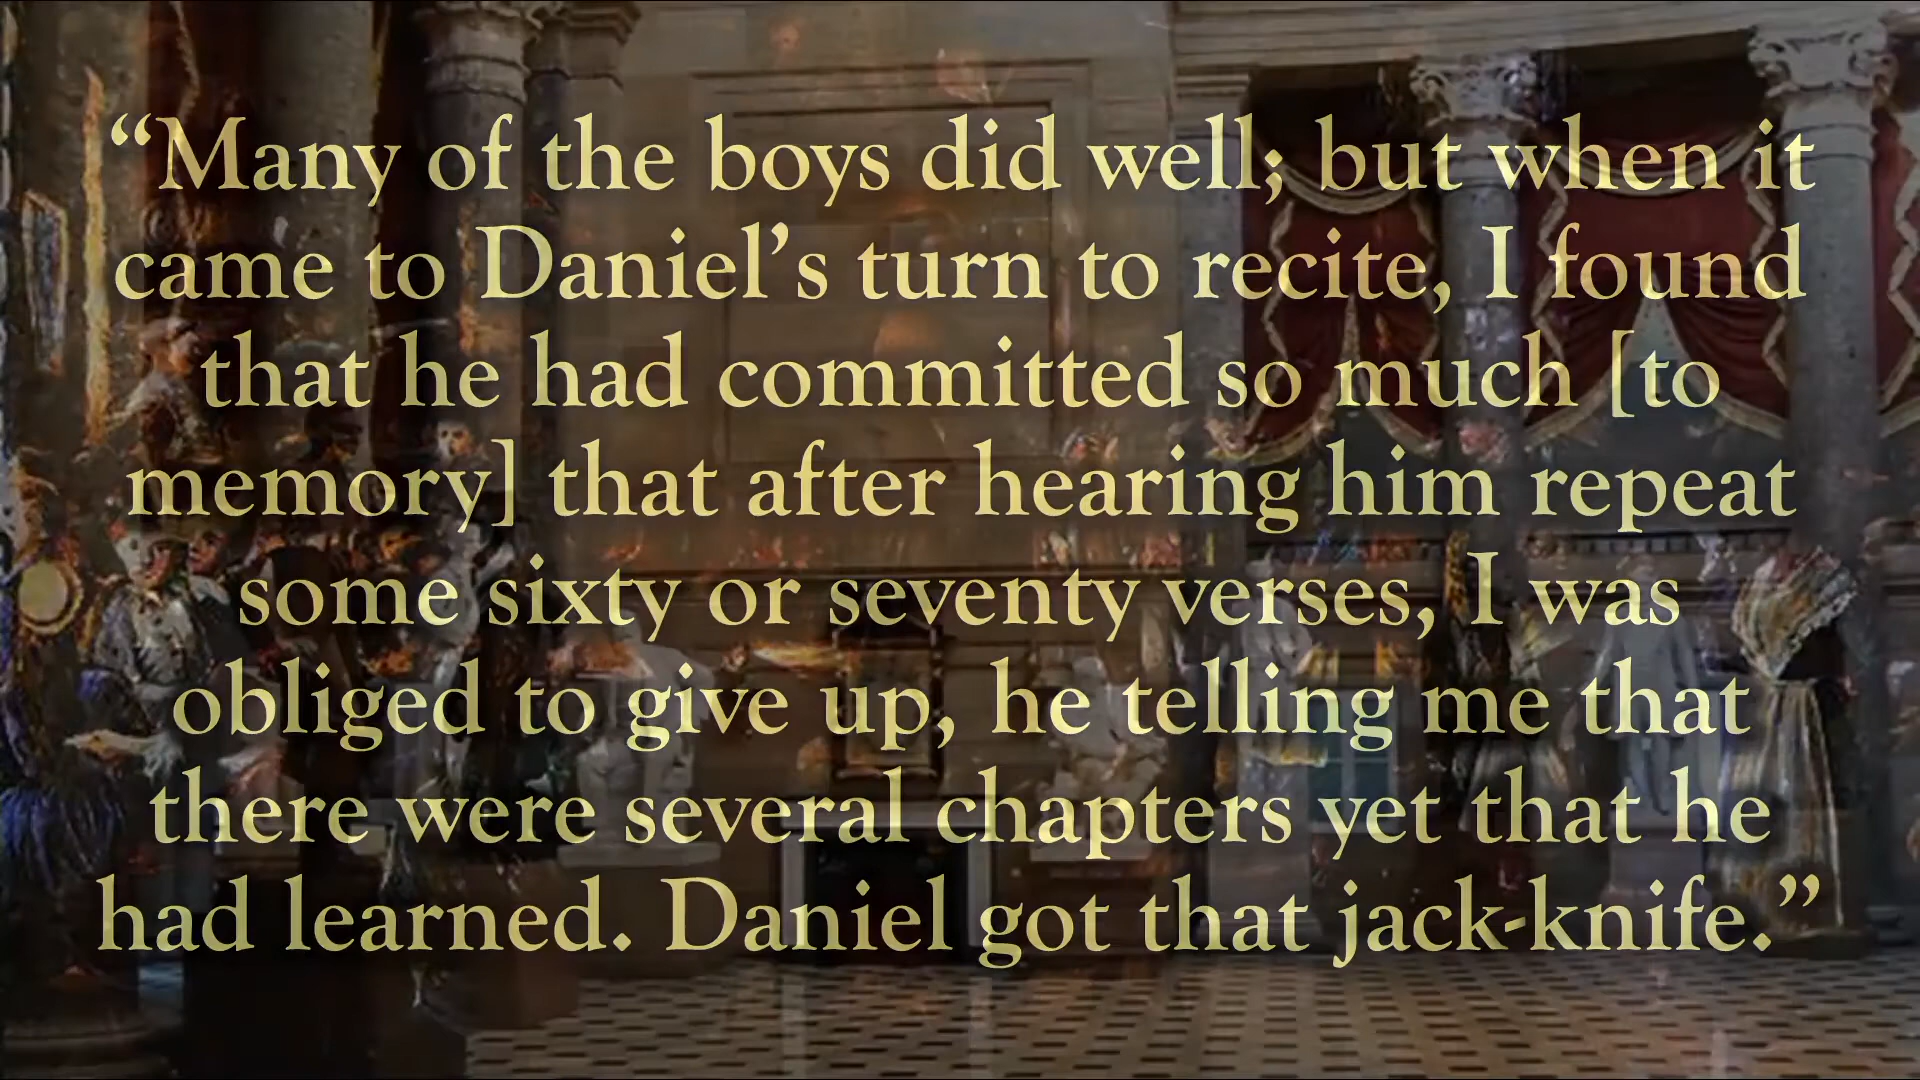 “Many of the boys did well; but when it
came to Daniel’s turn to recite, I found
that he had committed so much [to
memory] that after hearing him repeat
some sixty or seventy verses, I was
obliged to give up, he telling me that
there were several chapters yet that he
had learned. Daniel got that jack-knife.”